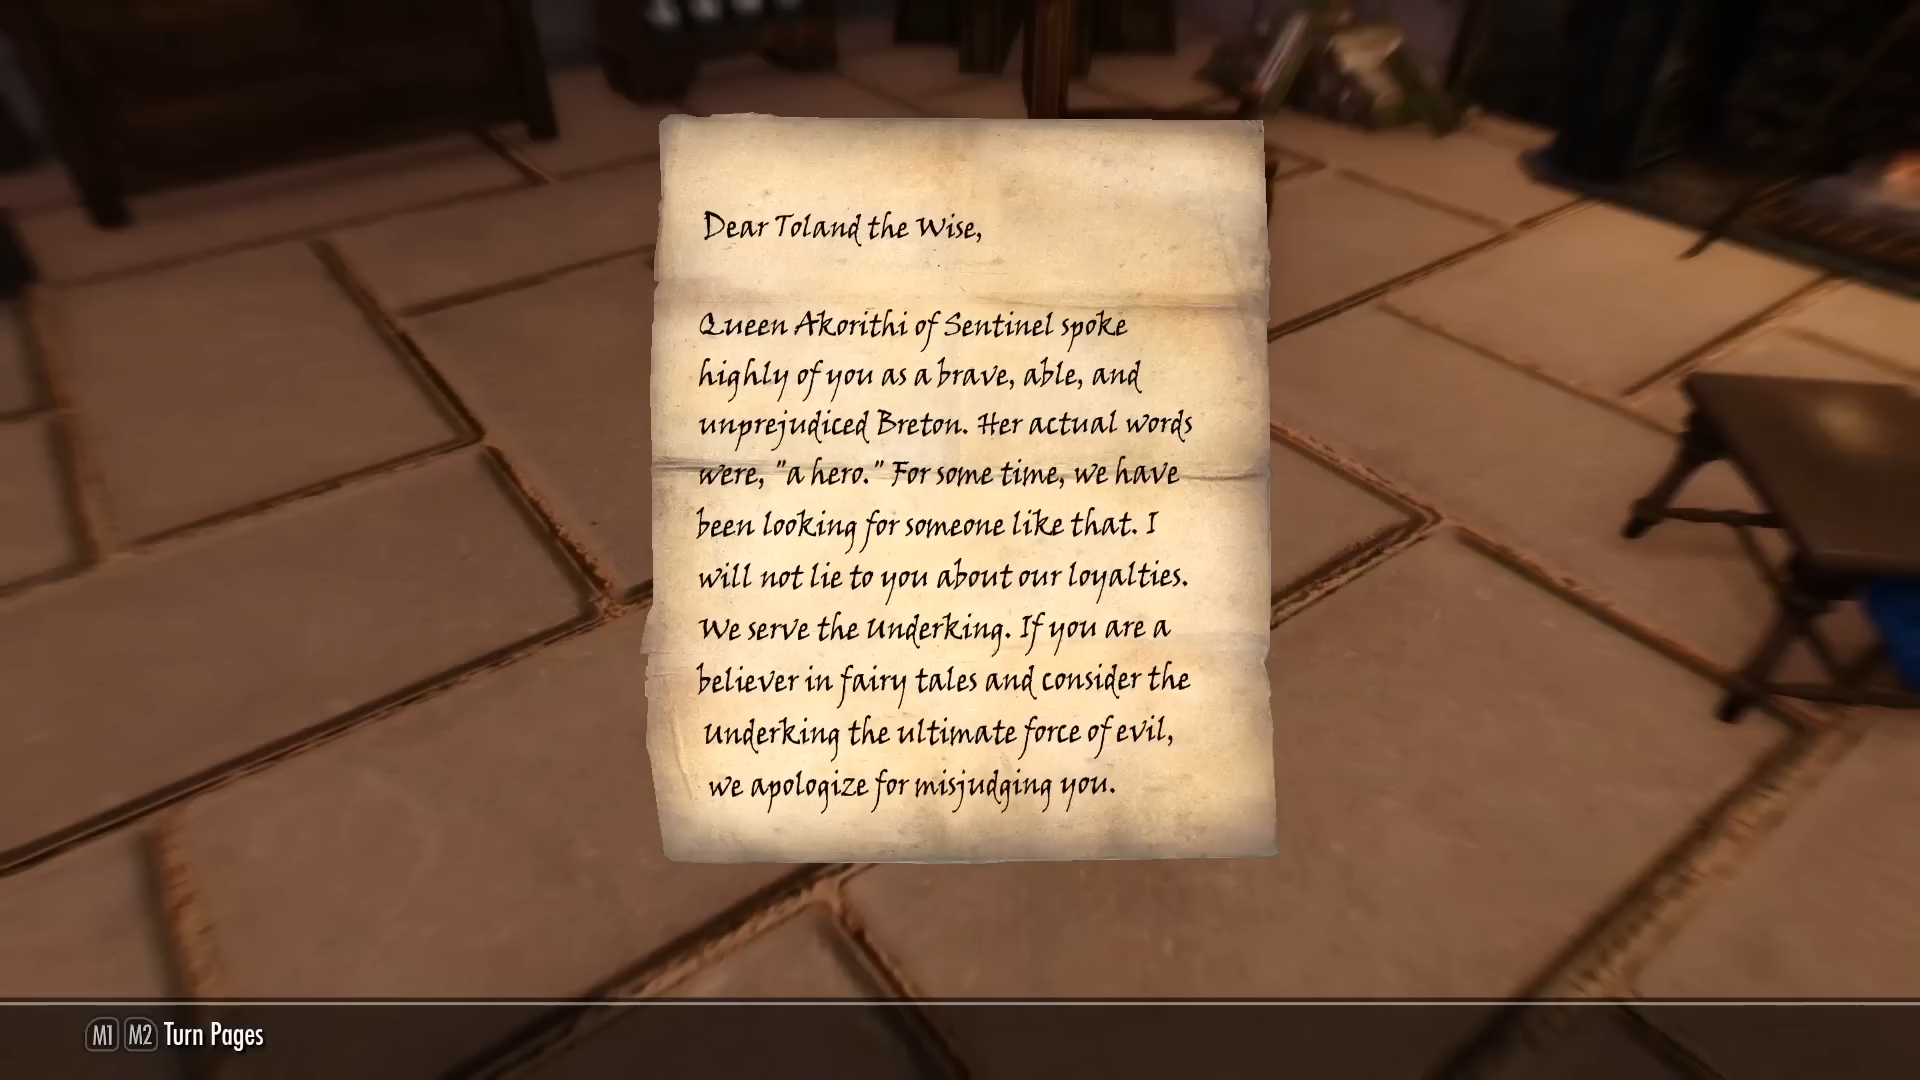 Dear Toland the Wise,
Queen Akorithi of Sentinel spoke
highly of you as a brave, able, and
unprejudiced Breton. Her actual words
were, "a hero." For some time, we have
been looking for someone like that. I
will not lie to you about our loyalties.
We serve the Underking. If you are a
believer in fairy tales and consider the
Underking the ultimate force of evil,
we apologize for misjudging you.
M1 M2 Turn Pages